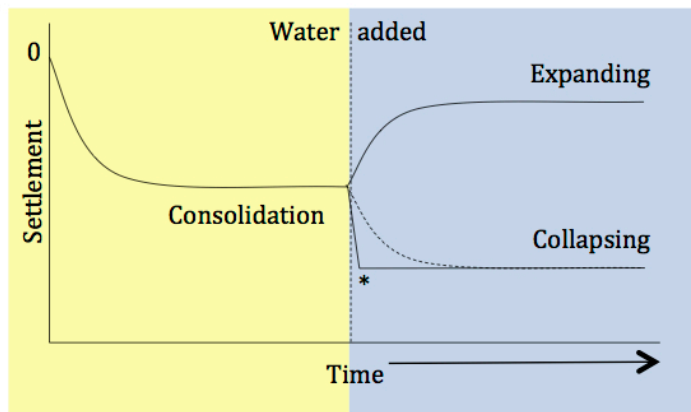 Water added
0
Expanding
Settlement
Consolidation
Collapsing
*
Time